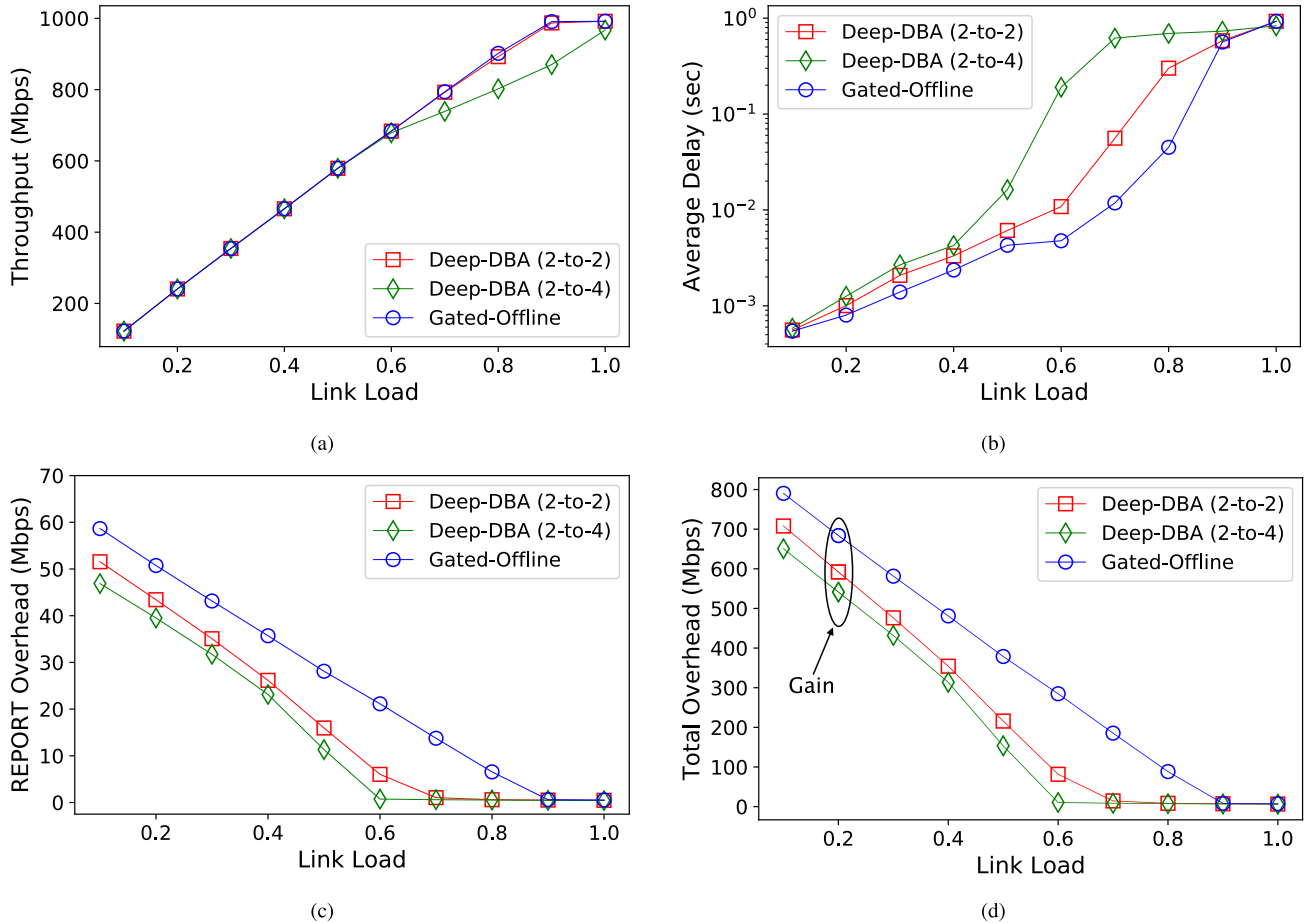 1000
800
600
400
200
Throughput (Mbps)
Deep-DBA (2-to-2)
Deep-DBA (2-to-4)
Gated-Offline
0.2 0.4 0.6 0.8 1.0
Link Load
(a)
10⁰
10⁻¹
10⁻²
10⁻³
Average Delay (sec)
Deep-DBA (2-to-2)
Deep-DBA (2-to-4)
Gated-Offline
0.2 0.4 0.6 0.8 1.0
Link Load
(b)
70
60
50
40
30
20
10
0
REPORT Overhead (Mbps)
Deep-DBA (2-to-2)
Deep-DBA (2-to-4)
Gated-Offline
0.2 0.4 0.6 0.8 1.0
Link Load
(c)
800
700
600
500
400
300
200
100
0
Total Overhead (Mbps)
Deep-DBA (2-to-2)
Deep-DBA (2-to-4)
Gated-Offline
Gain
0.2 0.4 0.6 0.8 1.0
Link Load
(d)